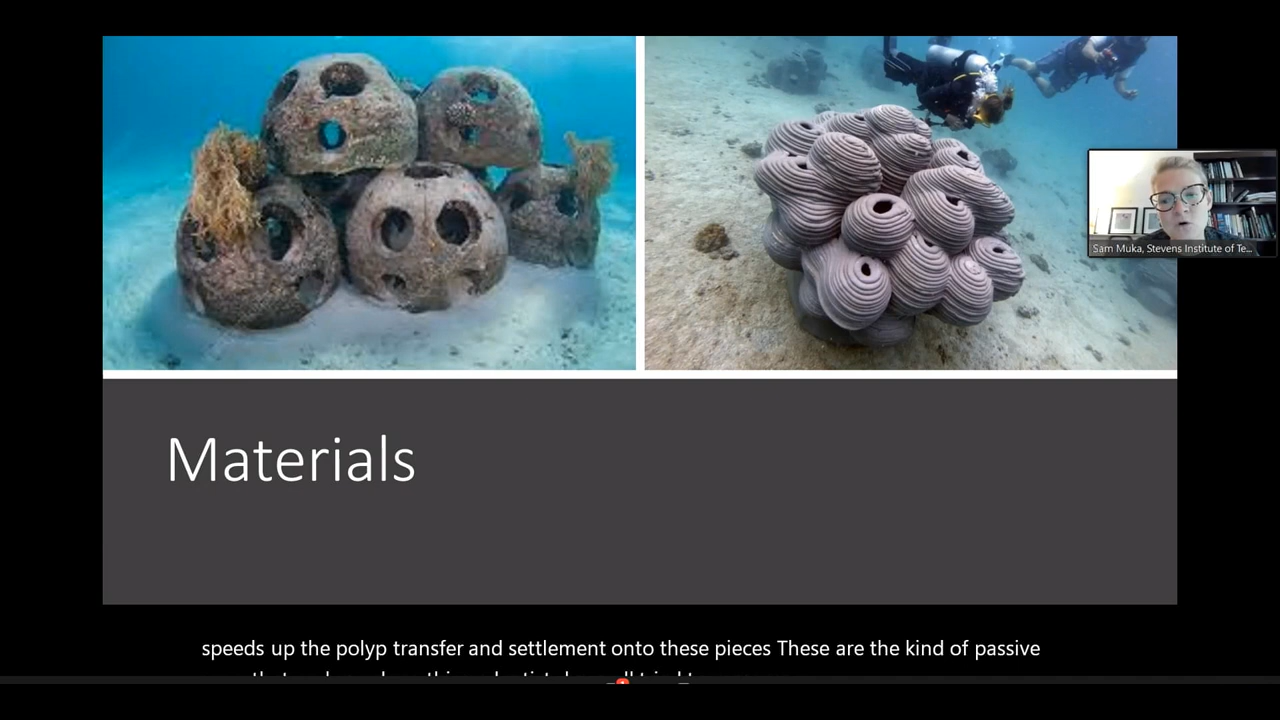 Sam Muka, Stevens Institute of Te...
Materials
speeds up the polyp transfer and settlement onto these pieces These are the kind of passive